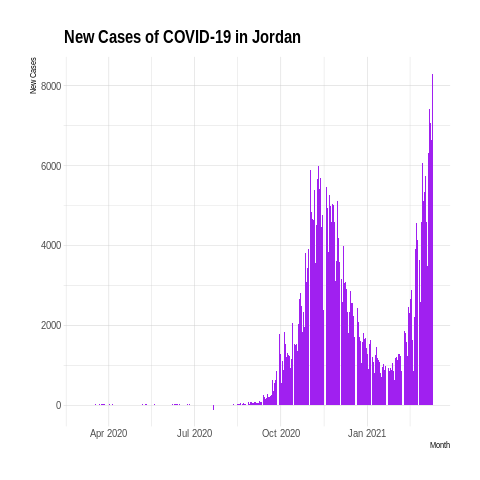 New Cases of COVID-19 in Jordan
New Cases
8000
6000
4000
2000
0
Apr 2020
Jul 2020
Oct 2020
Jan 2021
Month